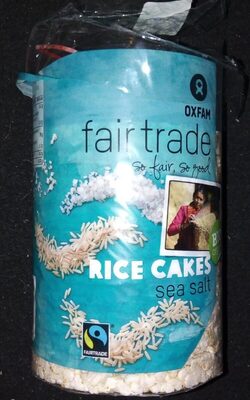 OXFAM
fair trade
so fair, so good
RICE CAKES
sea salt
FAIRTRADE